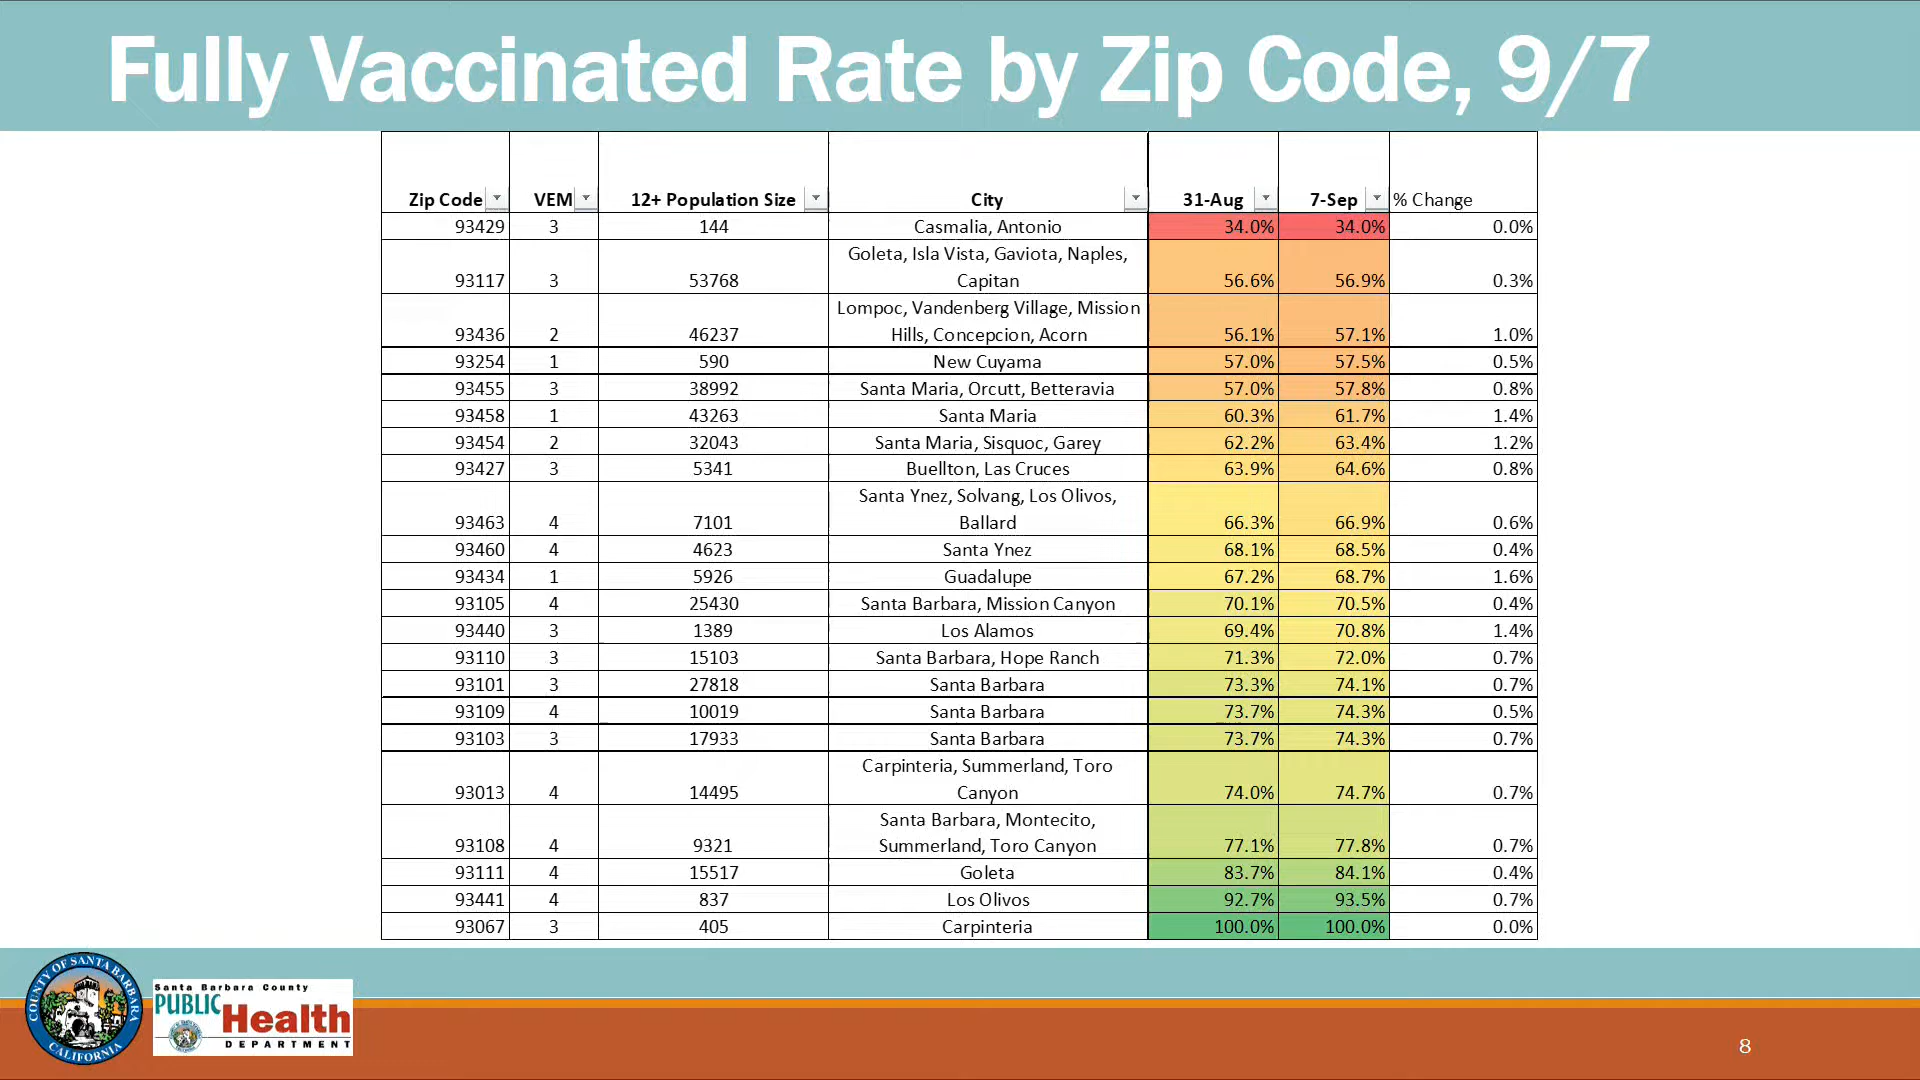 Fully Vaccinated Rate by Zip Code, 9/7
Zip Code VEM 12+ Population Size City 31-Aug 7-Sep % Change
93429 3 144 Casmalia, Antonio 34.0% 34.0% 0.0%
Goleta, Isla Vista, Gaviota, Naples,
93117 3 53768 Capitan 56.6% 56.9% 0.3%
Lompoc, Vandenberg Village, Mission
93436 2 46237 Hills, Concepcion, Acorn 56.1% 57.1% 1.0%
93254 1 590 New Cuyama 57.0% 57.5% 0.5%
93455 3 38992 Santa Maria, Orcutt, Betteravia 57.0% 57.8% 0.8%
93458 1 43263 Santa Maria 60.3% 61.7% 1.4%
93454 2 32043 Santa Maria, Sisquoc, Garey 62.2% 63.4% 1.2%
93427 3 5341 Buellton, Las Cruces 63.9% 64.6% 0.8%
Santa Ynez, Solvang, Los Olivos,
93463 4 7101 Ballard 66.3% 66.9% 0.6%
93460 4 4623 Santa Ynez 68.1% 68.5% 0.4%
93434 1 5926 Guadalupe 67.2% 68.7% 1.6%
93105 4 25430 Santa Barbara, Mission Canyon 70.1% 70.5% 0.4%
93440 3 1389 Los Alamos 69.4% 70.8% 1.4%
93110 3 15103 Santa Barbara, Hope Ranch 71.3% 72.0% 0.7%
93101 3 27818 Santa Barbara 73.3% 74.1% 0.7%
93109 4 10019 Santa Barbara 73.7% 74.3% 0.5%
93103 3 17933 Santa Barbara 73.7% 74.3% 0.7%
Carpinteria, Summerland, Toro
93013 4 14495 Canyon 74.0% 74.7% 0.7%
Santa Barbara, Montecito,
93108 4 9321 Summerland, Toro Canyon 77.1% 77.8% 0.7%
93111 4 15517 Goleta 83.7% 84.1% 0.4%
93441 4 837 Los Olivos 92.7% 93.5% 0.7%
93067 3 405 Carpinteria 100.0% 100.0% 0.0%
COUNTY OF SANTA BARBARA
CALIFORNIA
Santa Barbara County
PUBLIC Health
DEPARTMENT
8